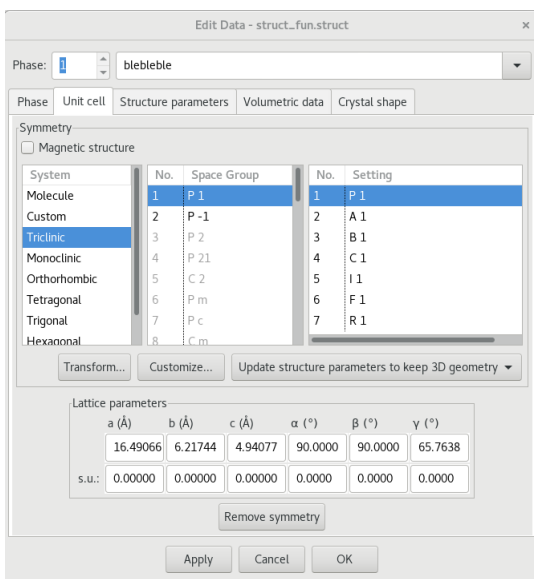 Edit Data - struct_fun.struct ×
Phase: 1 blebleble
Phase Unit cell Structure parameters Volumetric data Crystal shape
Symmetry
Magnetic structure
System No. Space Group No. Setting
Molecule 1 P 1 1 P 1
Custom 2 P -1 2 A 1
Triclinic 3 P 2 3 B 1
Monoclinic 4 P 21 4 C 1
Orthorhombic 5 C 2 5 I 1
Tetragonal 6 P m 6 F 1
Trigonal 7 P c 7 R 1
Hexagonal 8 C m
Transform... Customize... Update structure parameters to keep 3D geometry
Lattice parameters
a (Å) b (Å) c (Å) α (°) β (°) γ (°)
16.49066 6.21744 4.94077 90.0000 90.0000 65.7638
s.u.: 0.00000 0.00000 0.00000 0.0000 0.0000 0.0000
Remove symmetry
Apply Cancel OK